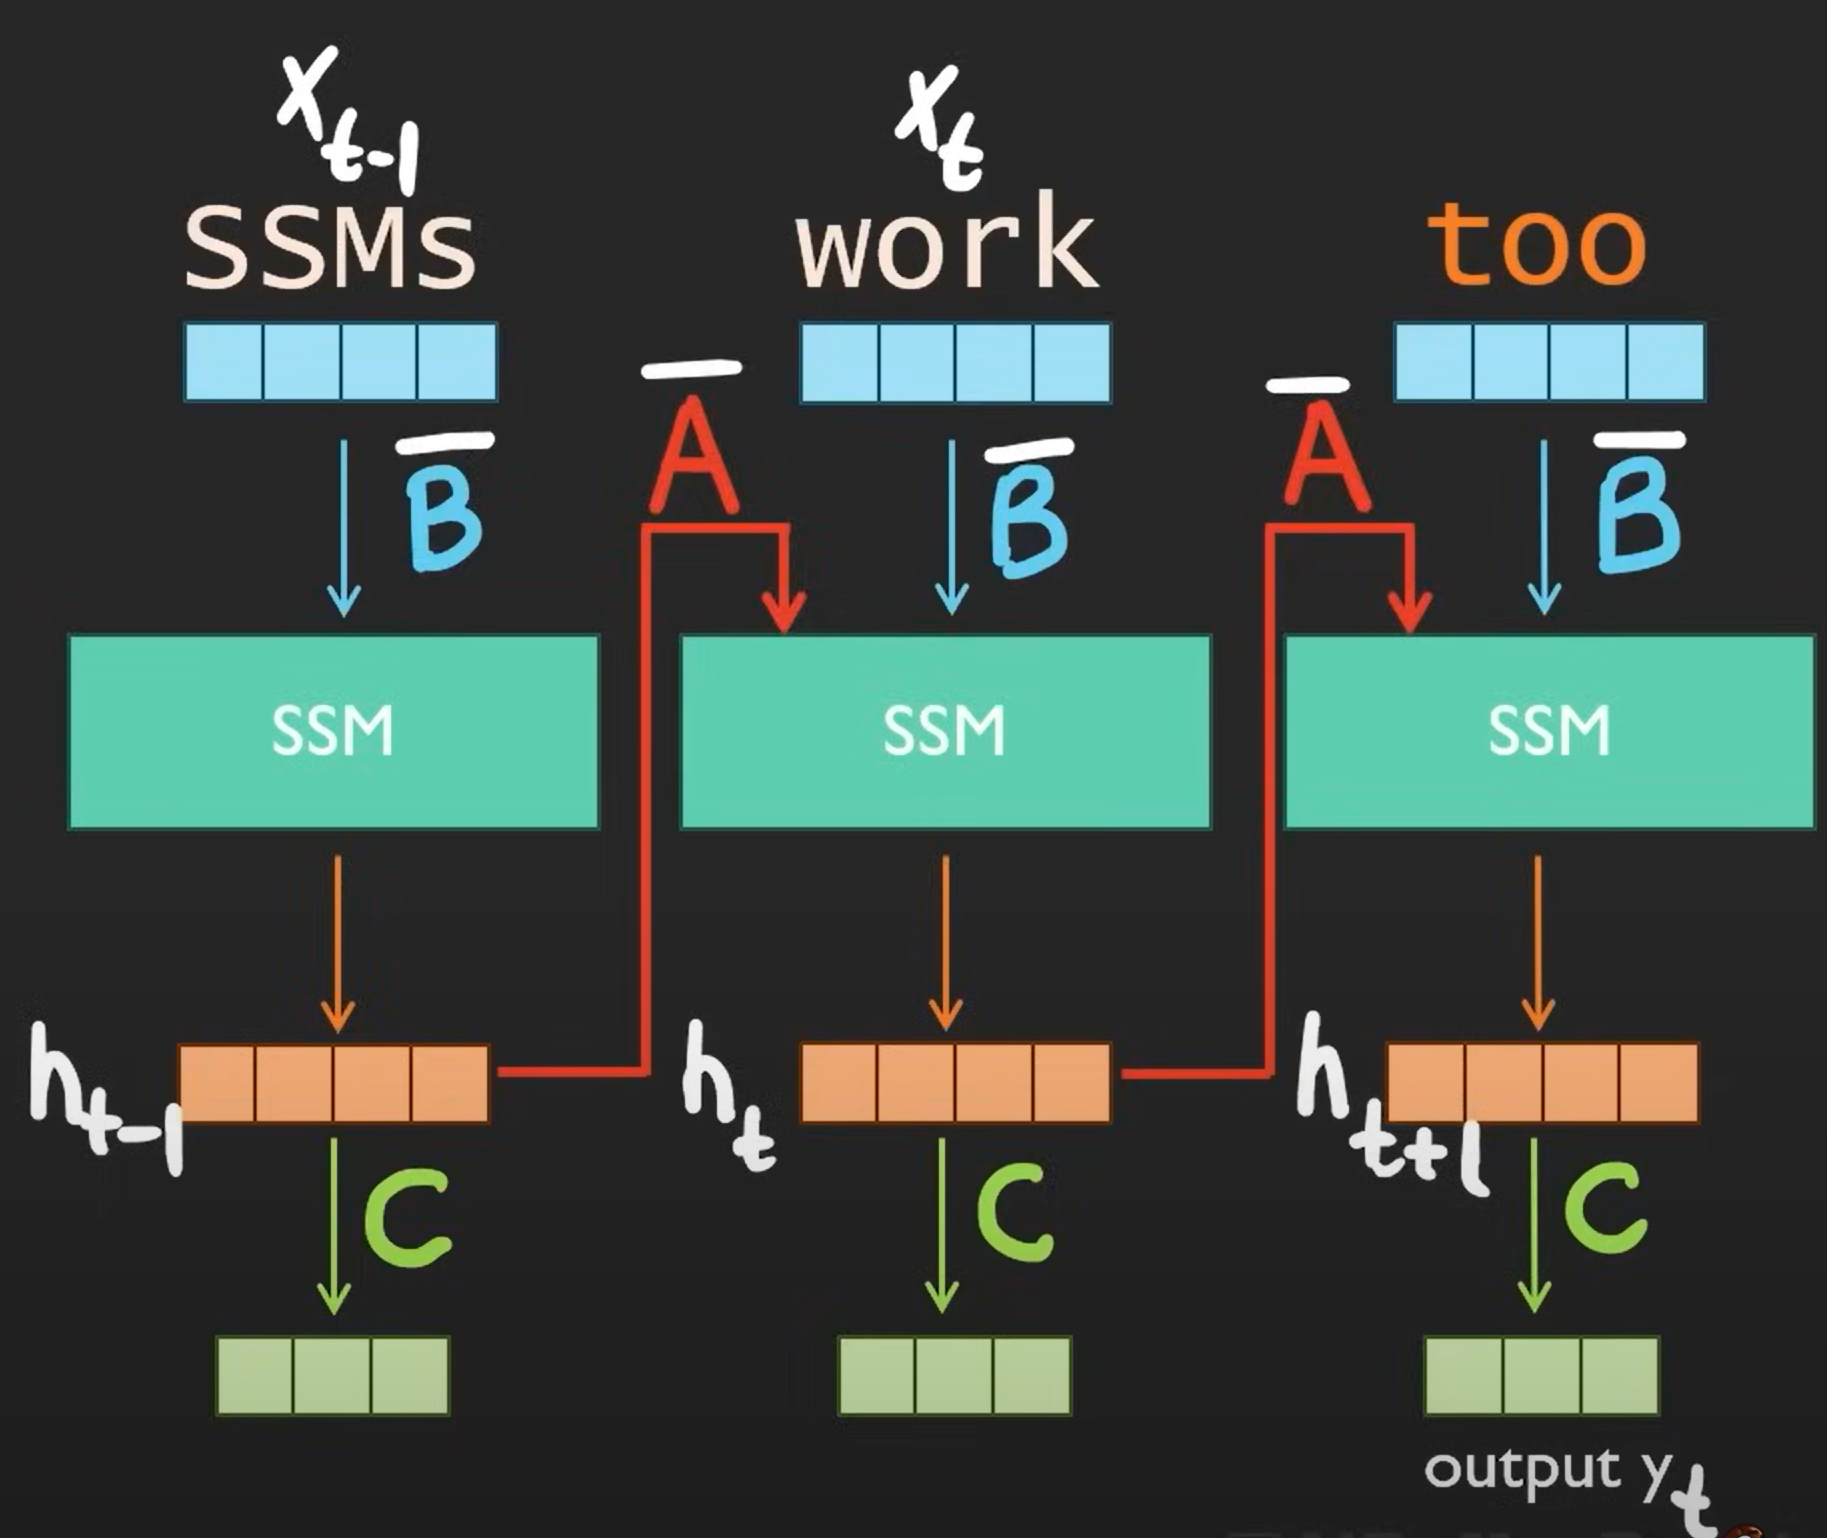 x_{t-1} x_t
SSMs work too
A̅ A̅
B̅ B̅ B̅
SSM SSM SSM
h_{t-1} h_t h_{t+1}
C C C
output y_t